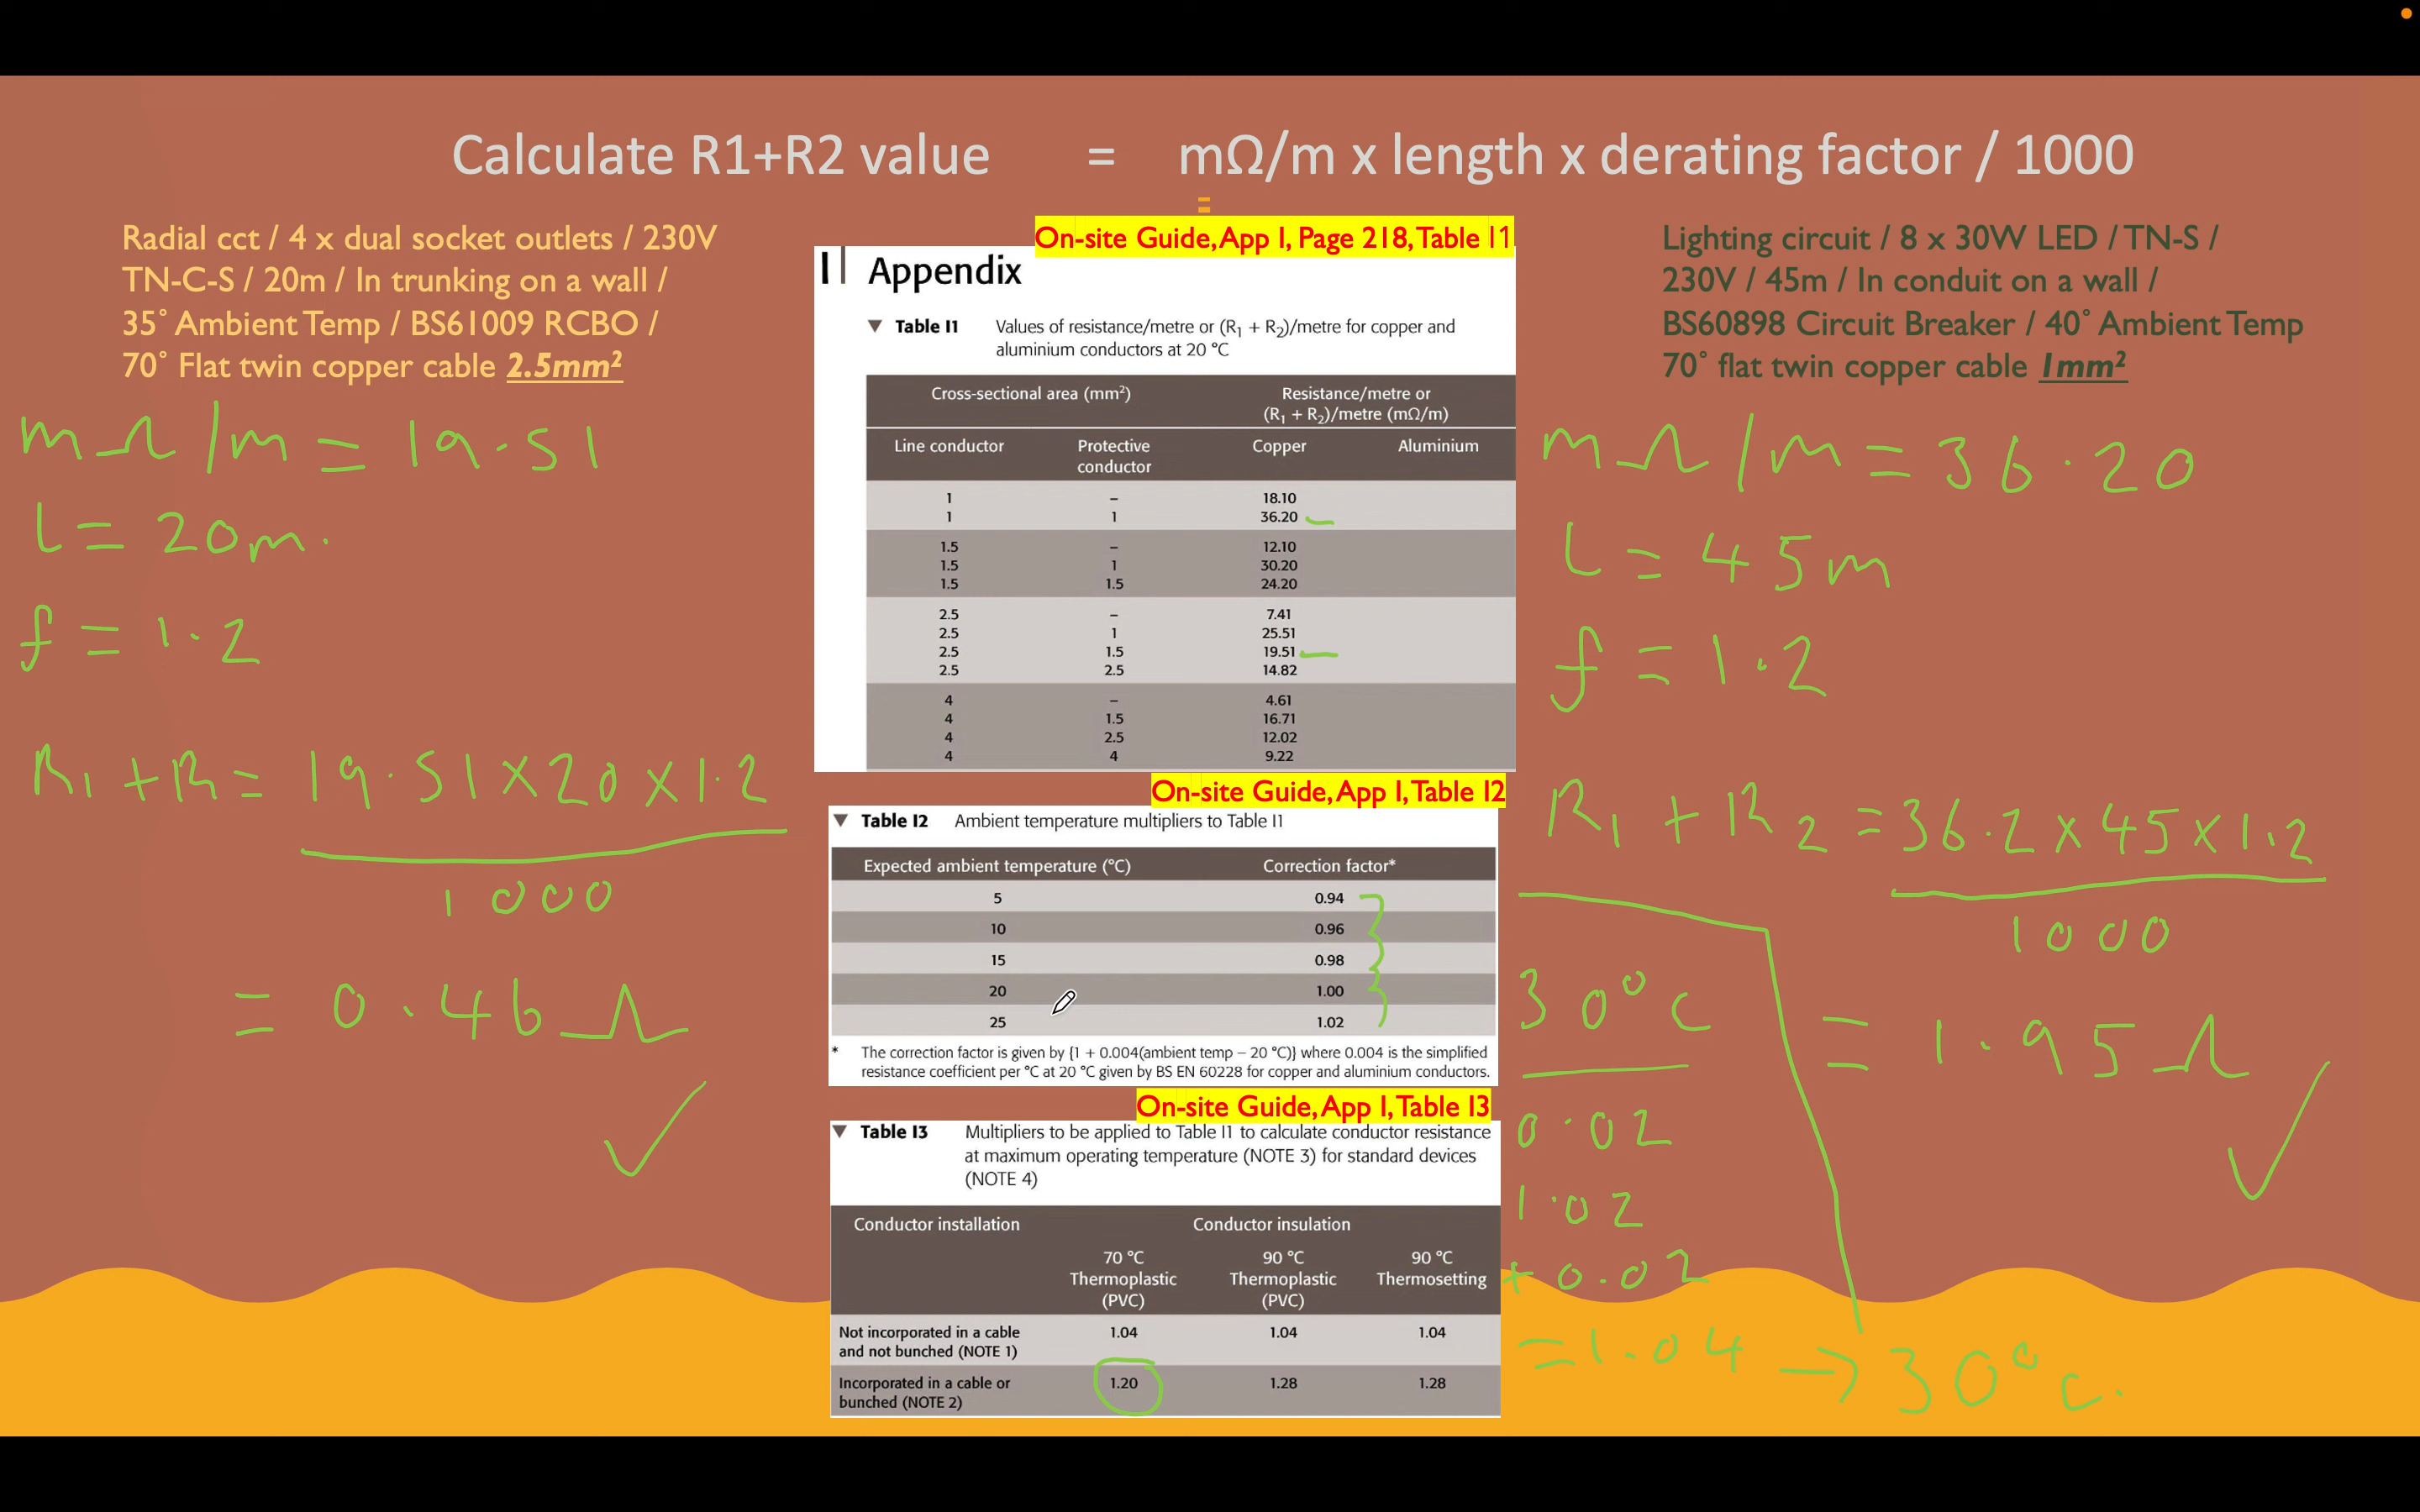 Calculate R1+R2 value = mΩ/m x length x derating factor / 1000
Radial cct / 4 x dual socket outlets / 230V
TN-C-S / 20m / In trunking on a wall /
35° Ambient Temp / BS61009 RCBO /
70° Flat twin copper cable 2.5mm²
mΩ/m = 19.51
l = 20m.
f = 1.2
R1+R = 19.51 x 20 x 1.2
1000
= 0.46Ω
On-site Guide, App I, Page 218, Table I1
I Appendix
Table I1 Values of resistance/metre or (R₁ + R₂)/metre for copper and
aluminium conductors at 20 °C
Cross-sectional area (mm²) Resistance/metre or
(R₁ + R₂)/metre (mΩ/m)
Line conductor Protective Copper Aluminium
conductor
1 – 18.10
1 1 36.20
1.5 – 12.10
1.5 1 30.20
1.5 1.5 24.20
2.5 – 7.41
2.5 1 25.51
2.5 1.5 19.51
2.5 2.5 14.82
4 – 4.61
4 1.5 16.71
4 2.5 12.02
4 4 9.22
On-site Guide, App I, Table I2
Table I2 Ambient temperature multipliers to Table I1
Expected ambient temperature (°C) Correction factor*
5 0.94
10 0.96
15 0.98
20 1.00
25 1.02
* The correction factor is given by {1 + 0.004(ambient temp – 20 °C)} where 0.004 is the simplified
resistance coefficient per °C at 20 °C given by BS EN 60228 for copper and aluminium conductors.
On-site Guide, App I, Table I3
Table I3 Multipliers to be applied to Table I1 to calculate conductor resistance
at maximum operating temperature (NOTE 3) for standard devices
(NOTE 4)
Conductor installation Conductor insulation
70 °C 90 °C 90 °C
Thermoplastic Thermoplastic Thermosetting
(PVC) (PVC)
Not incorporated in a cable 1.04 1.04 1.04
and not bunched (NOTE 1)
Incorporated in a cable or 1.20 1.28 1.28
bunched (NOTE 2)
Lighting circuit / 8 x 30W LED / TN-S /
230V / 45m / In conduit on a wall /
BS60898 Circuit Breaker / 40° Ambient Temp
70° flat twin copper cable 1mm²
mΩ/m = 36.20
l = 45m
f = 1.2
R1 + R2 = 36.2 x 45 x 1.2
1000
= 1.95Ω
30°C
0.02
1.02
+ 0.02
= 1.04 → 30°C.